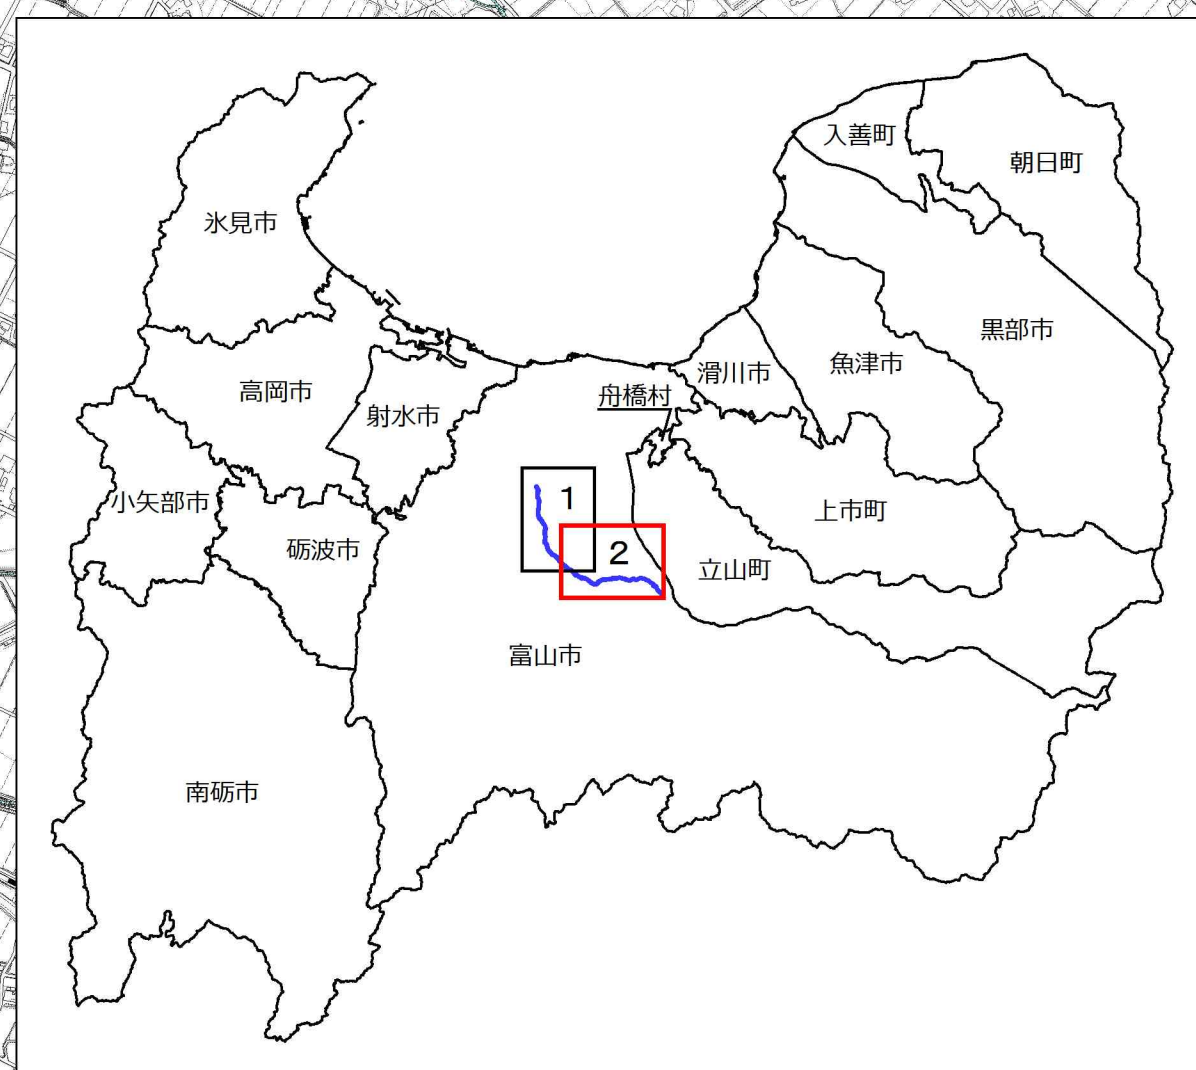 入善町
朝日町
氷見市
黒部市
魚津市
滑川市
高岡市
舟橋村
射水市
小矢部市
1
上市町
砺波市
2
立山町
富山市
南砺市